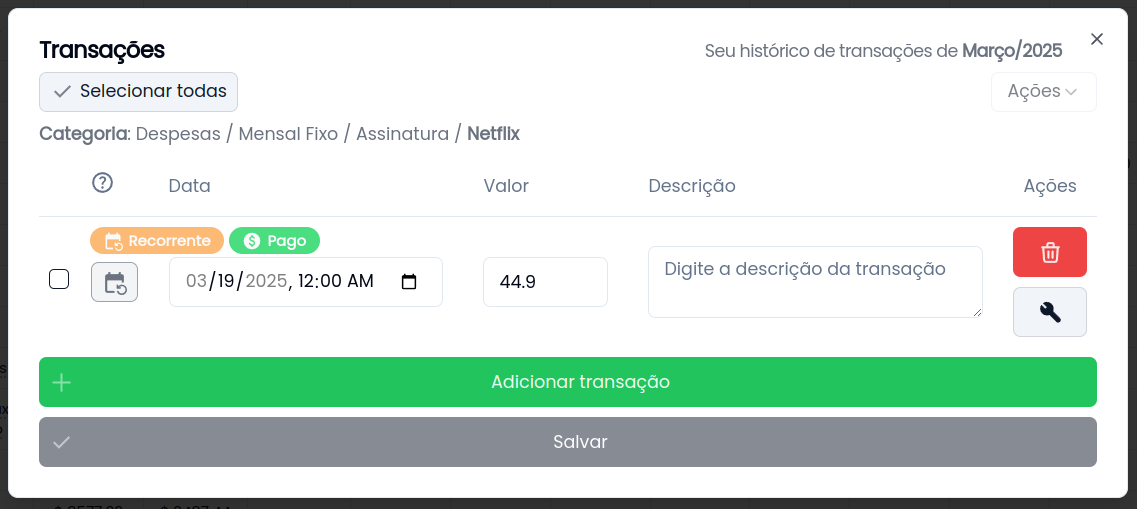 Transações
Seu histórico de transações de Março/2025
Selecionar todas
Ações
Categoria: Despesas / Mensal Fixo / Assinatura / Netflix
Data Valor Descrição Ações
Recorrente Pago
03/19/2025, 12:00 AM 44.9 Digite a descrição da transação
Adicionar transação
Salvar